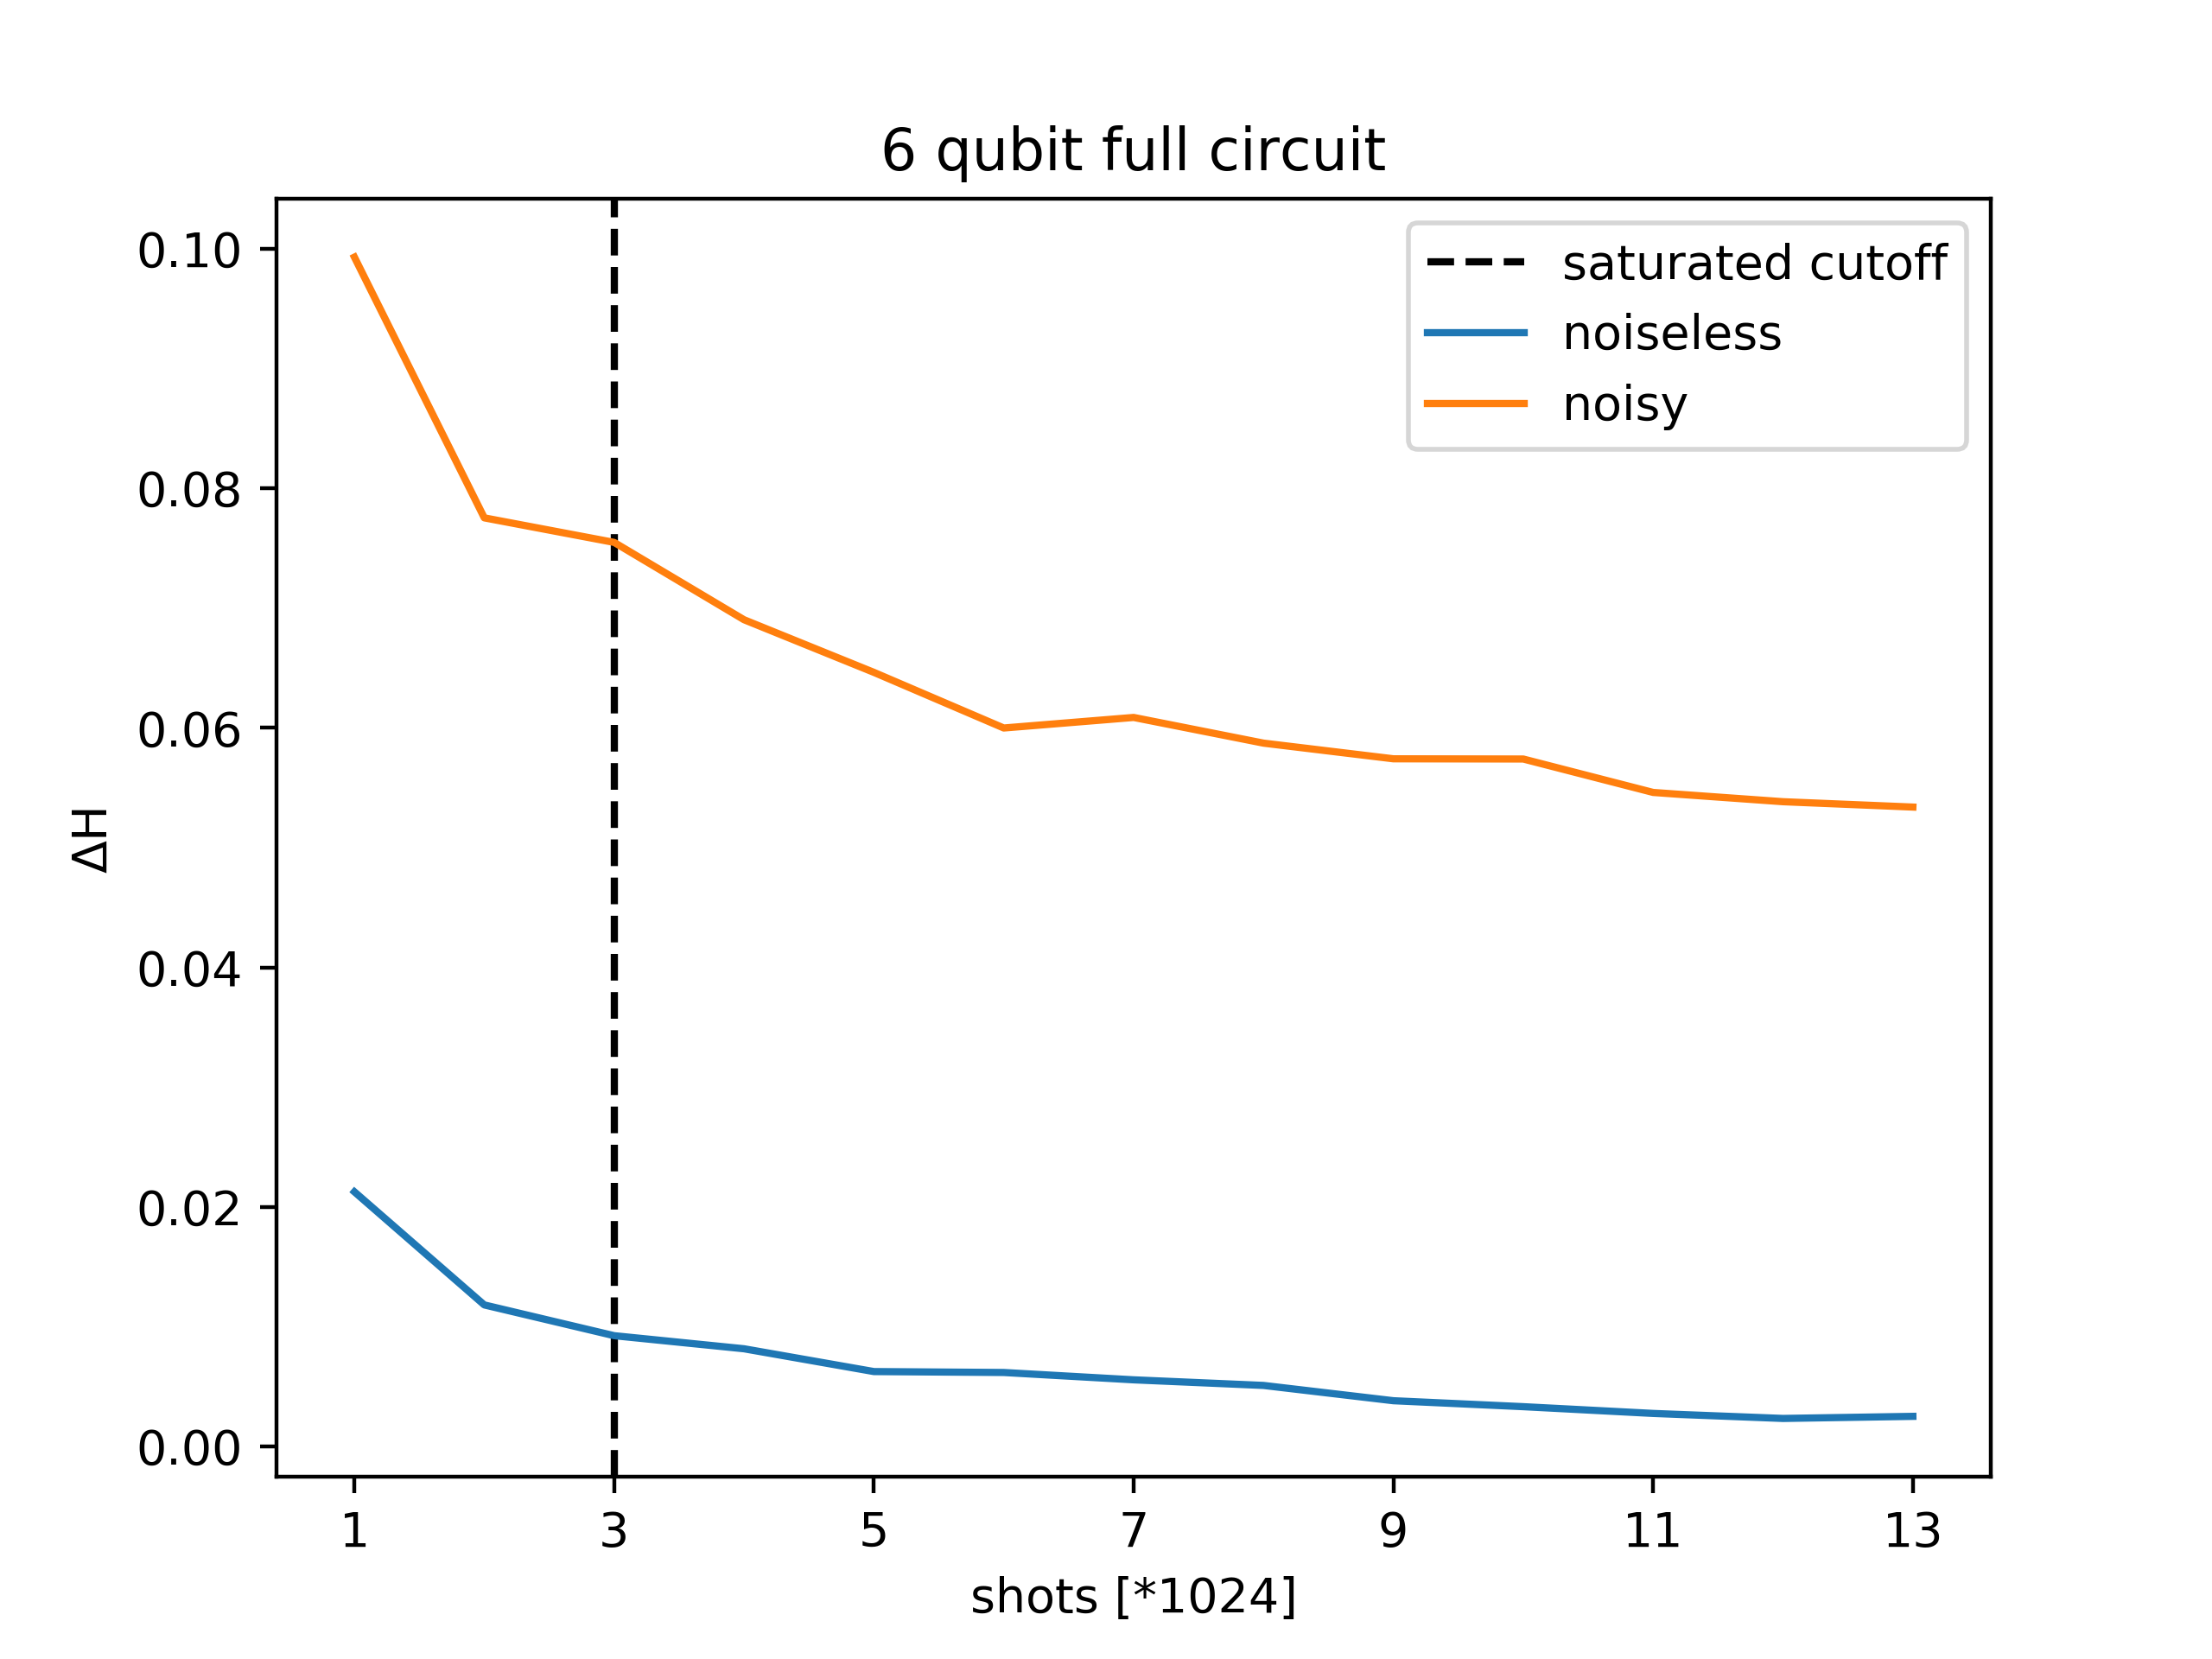 6 qubit full circuit
saturated cutoff
noiseless
noisy
0.10
0.08
0.06
0.04
0.02
0.00
ΔH
1 3 5 7 9 11 13
shots [*1024]